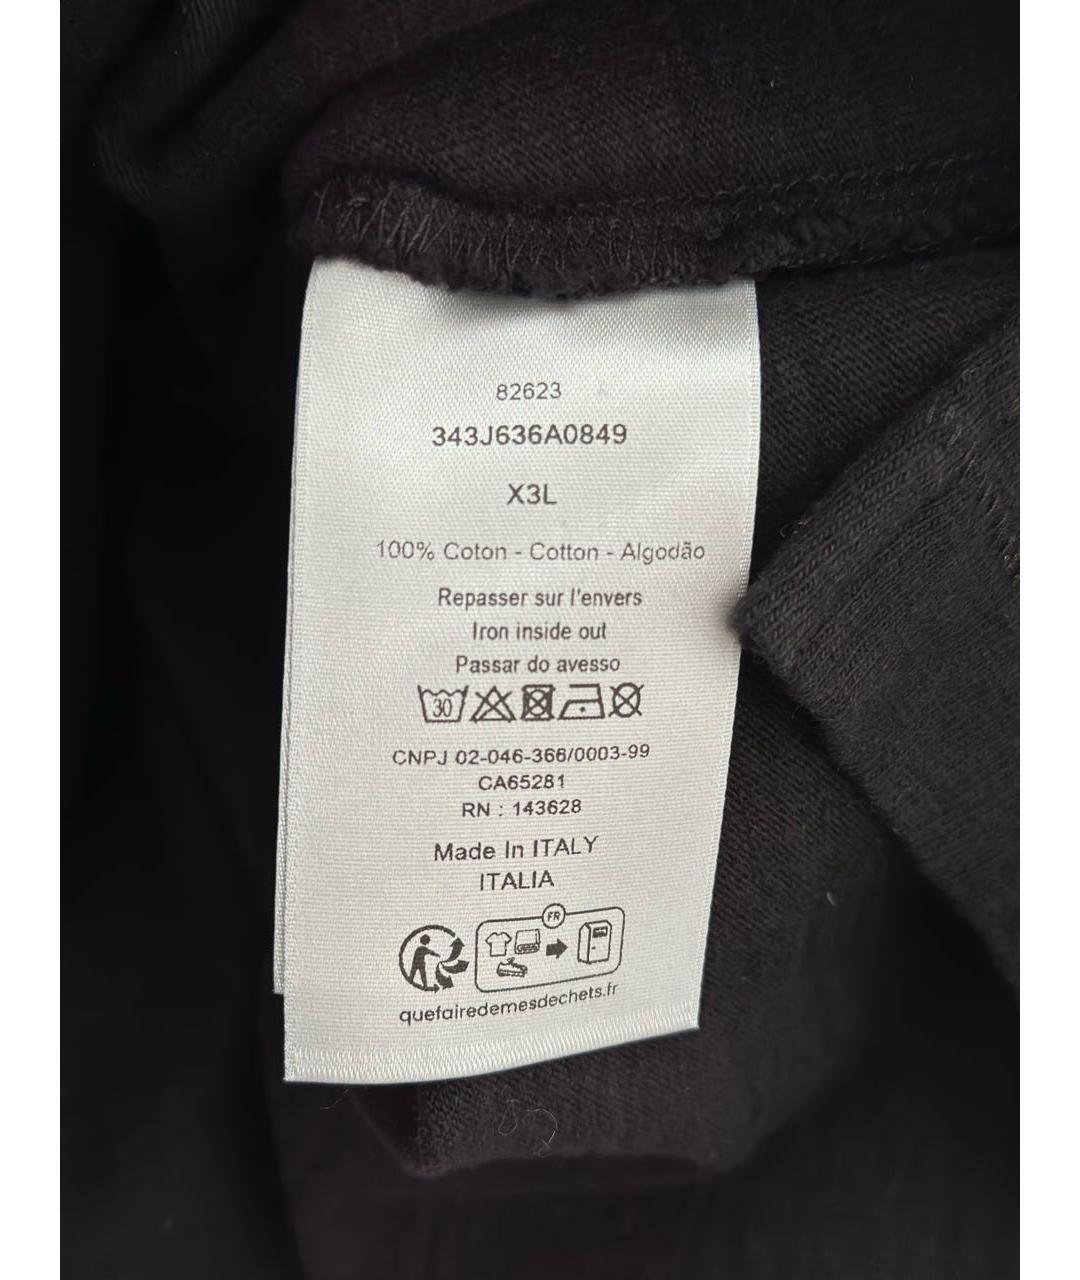 82623
343J636A0849
X3L
100% Coton - Cotton - Algodão
Repasser sur l'envers
Iron inside out
Passar do avesso
30
CNPJ 02-046-366/0003-99
CA65281
RN : 143628
Made In ITALY
ITALIA
FR
quefairedemesdechets.fr